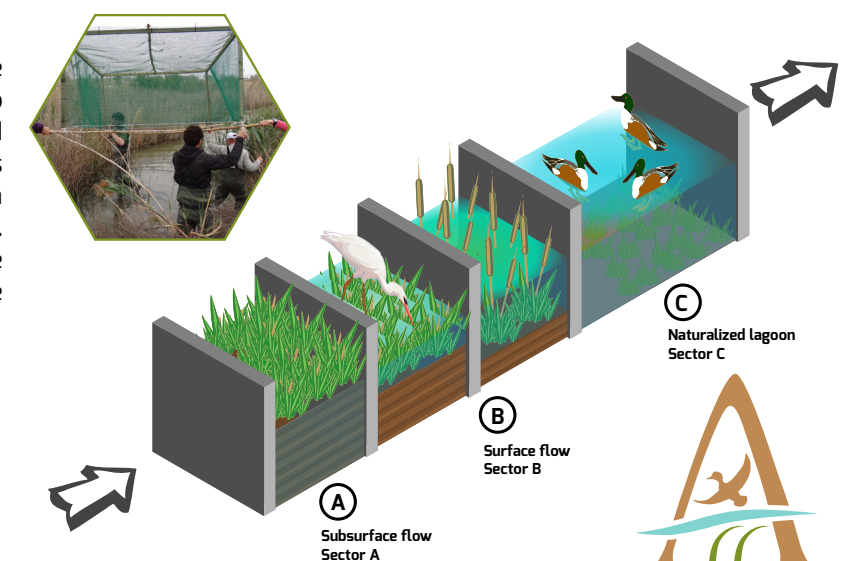 C
Naturalized lagoon
Sector C
B
Surface flow
Sector B
A
Subsurface flow
Sector A